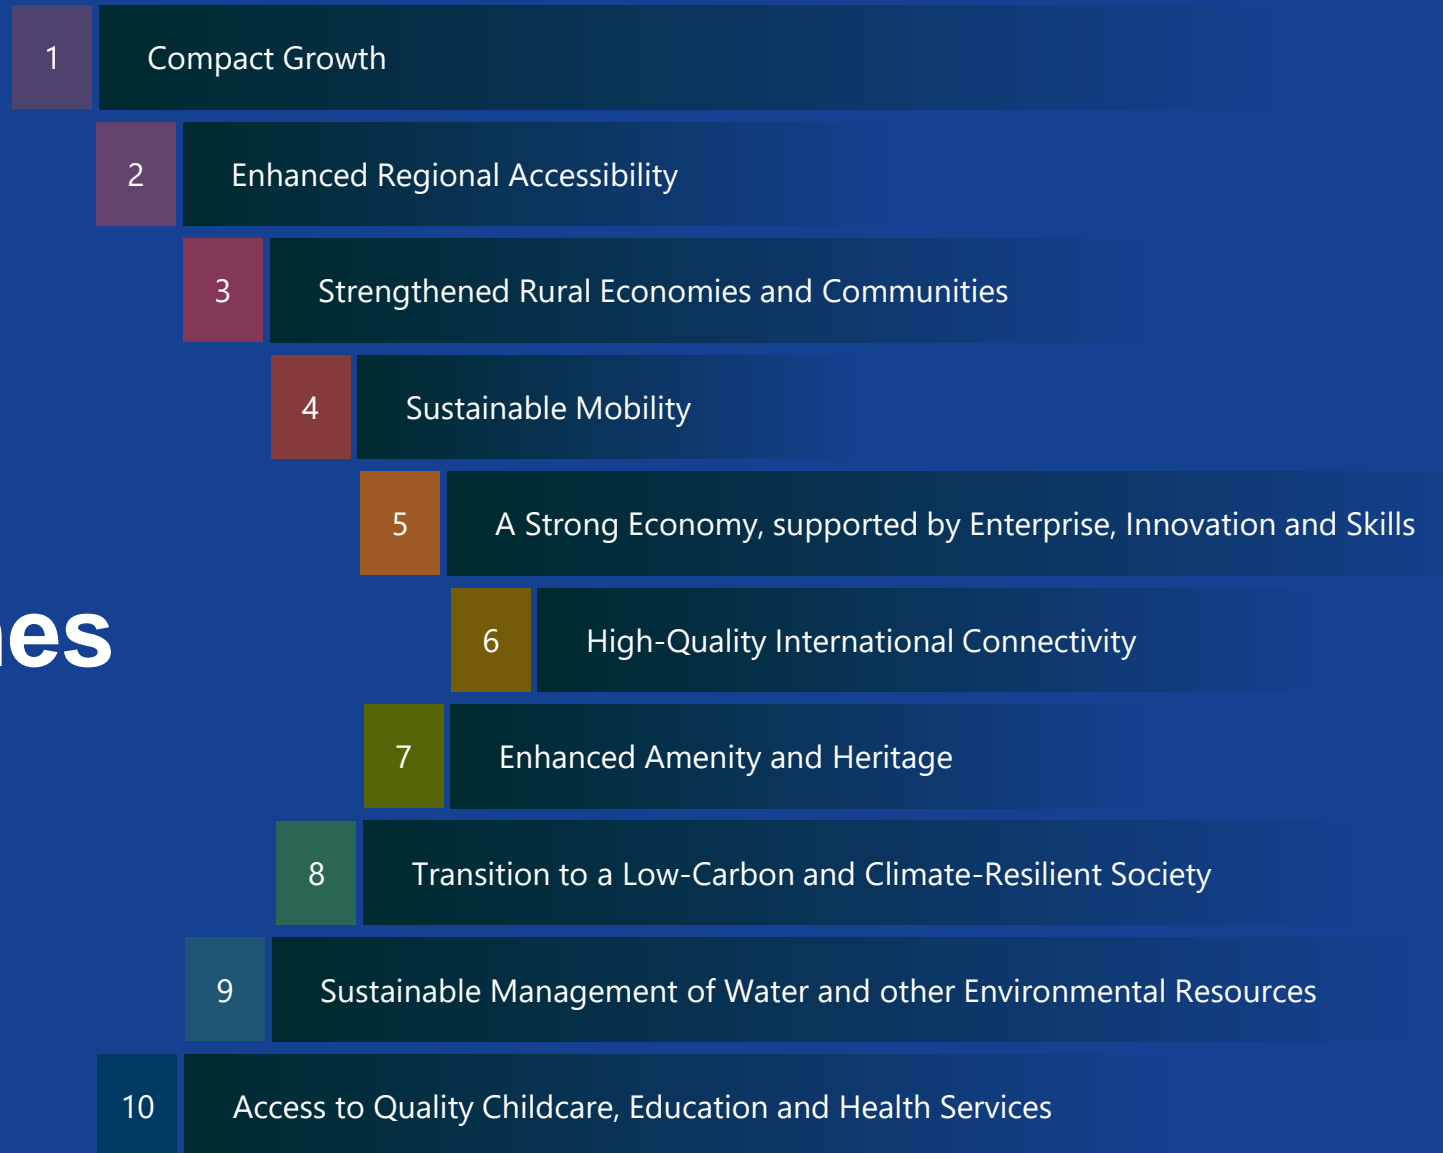 1 Compact Growth
2 Enhanced Regional Accessibility
3 Strengthened Rural Economies and Communities
4 Sustainable Mobility
5 A Strong Economy, supported by Enterprise, Innovation and Skills
6 High-Quality International Connectivity
7 Enhanced Amenity and Heritage
8 Transition to a Low-Carbon and Climate-Resilient Society
9 Sustainable Management of Water and other Environmental Resources
10 Access to Quality Childcare, Education and Health Services